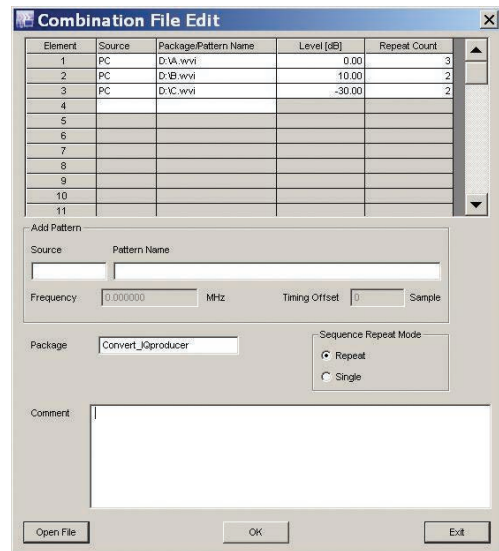 Combination File Edit
Element Source Package/Pattern Name Level [dB] Repeat Count
1 PC D:\A.wvi 0.00 3
2 PC D:\B.wvi 10.00 2
3 PC D:\C.wvi -30.00 2
4
5
6
7
8
9
10
11
Add Pattern
Source Pattern Name
Frequency 0.000000 MHz Timing Offset 0 Sample
Package Convert_IQproducer
Sequence Repeat Mode
Repeat
Single
Comment
Open File OK Exit